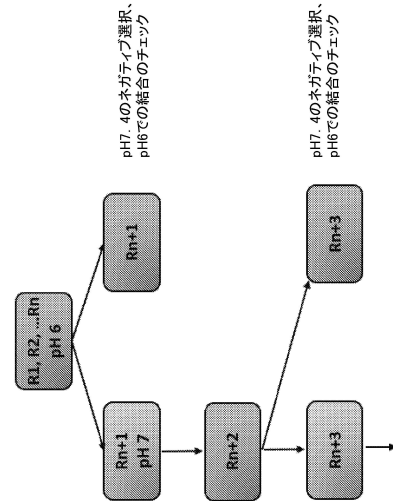 R1, R2, ...Rn
pH 6
Rn+1
pH 7
Rn+1
pH7. 4のネガティブ選択、
pH6での結合のチェック
Rn+2
Rn+3
Rn+3
pH7. 4のネガティブ選択、
pH6での結合のチェック